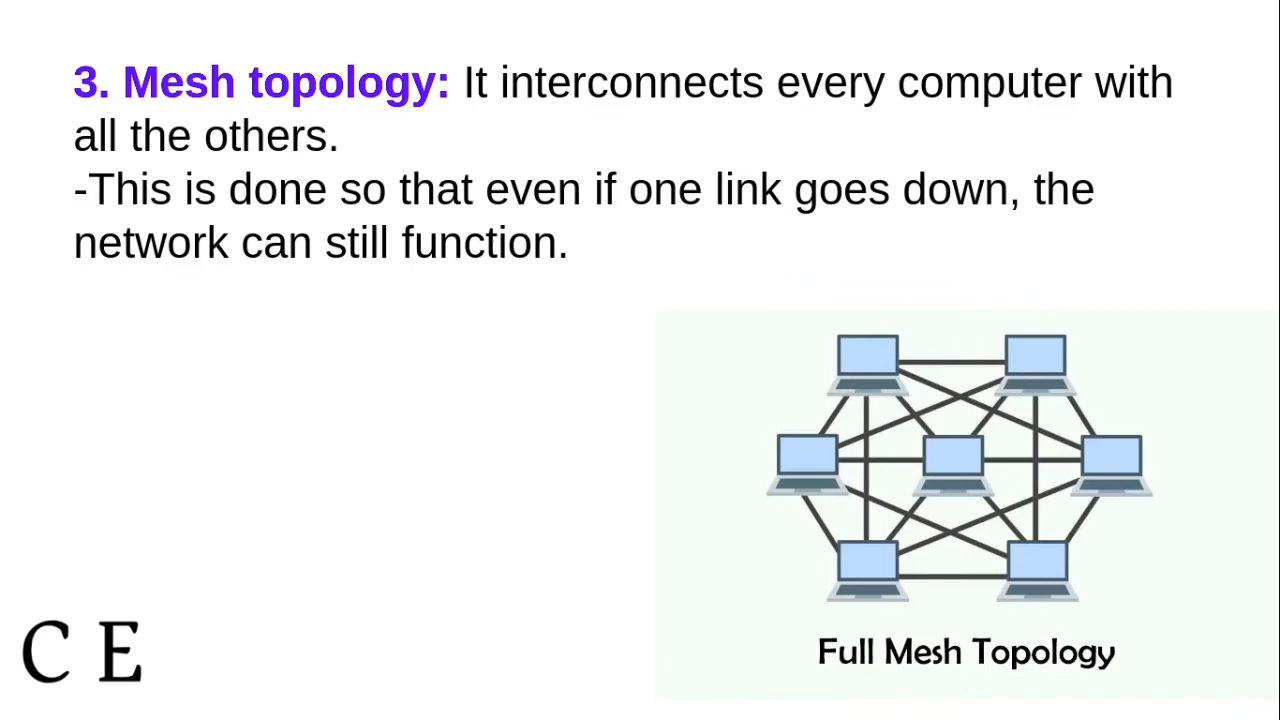 3. Mesh topology: It interconnects every computer with
all the others.
-This is done so that even if one link goes down, the
network can still function.
Full Mesh Topology
C E